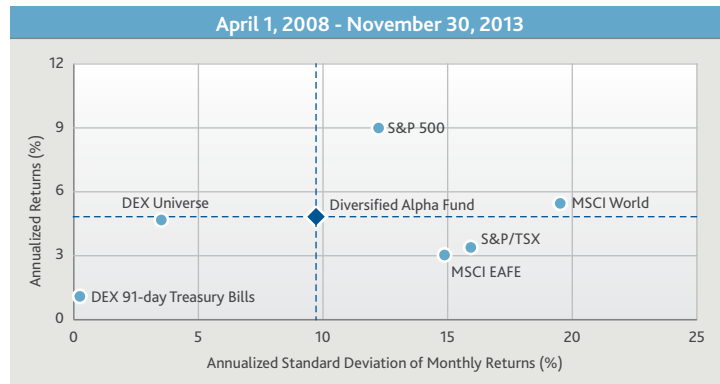 April 1, 2008 - November 30, 2013
Annualized Returns (%)
12
9
6
3
0
S&P 500
DEX Universe
Diversified Alpha Fund
MSCI World
S&P/TSX
MSCI EAFE
DEX 91-day Treasury Bills
0 5 10 15 20 25
Annualized Standard Deviation of Monthly Returns (%)